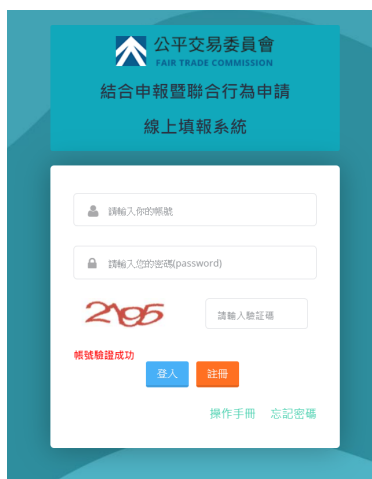 公平交易委員會
FAIR TRADE COMMISSION
結合申報暨聯合行為申請
線上填報系統
請輸入你的帳號
請輸入您的密碼(password)
2195
請輸入驗証碼
帳號驗證成功
登入 註冊
操作手冊 忘記密碼